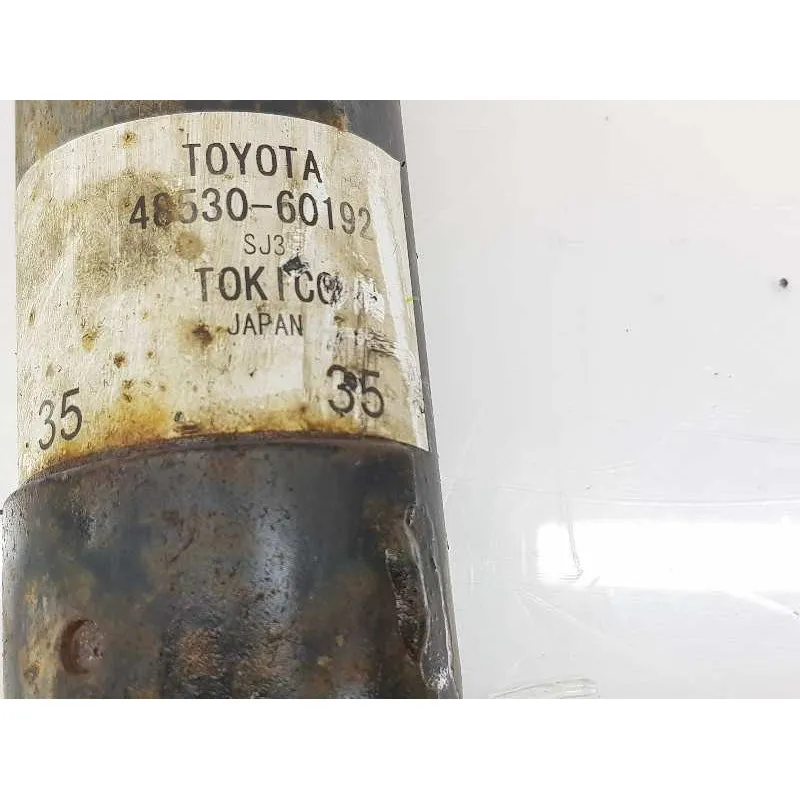 TOYOTA
48530-60192
SJ3
TOKICO
JAPAN
35
35